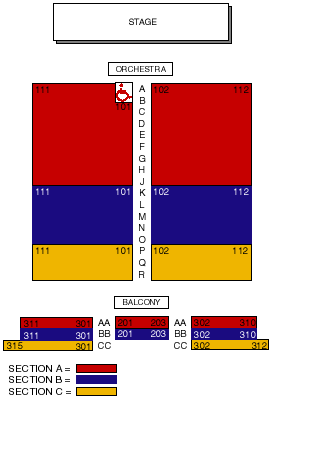 STAGE
ORCHESTRA
111 A 102 112
101 B
C
D
E
F
G
H
J
111 101 K 102 112
L
M
N
O
111 101 P 102 112
Q
R
BALCONY
311 301 AA 201 203 AA 302 310
311 301 BB 201 203 BB 302 310
315 301 CC CC 302 312
SECTION A =
SECTION B =
SECTION C =